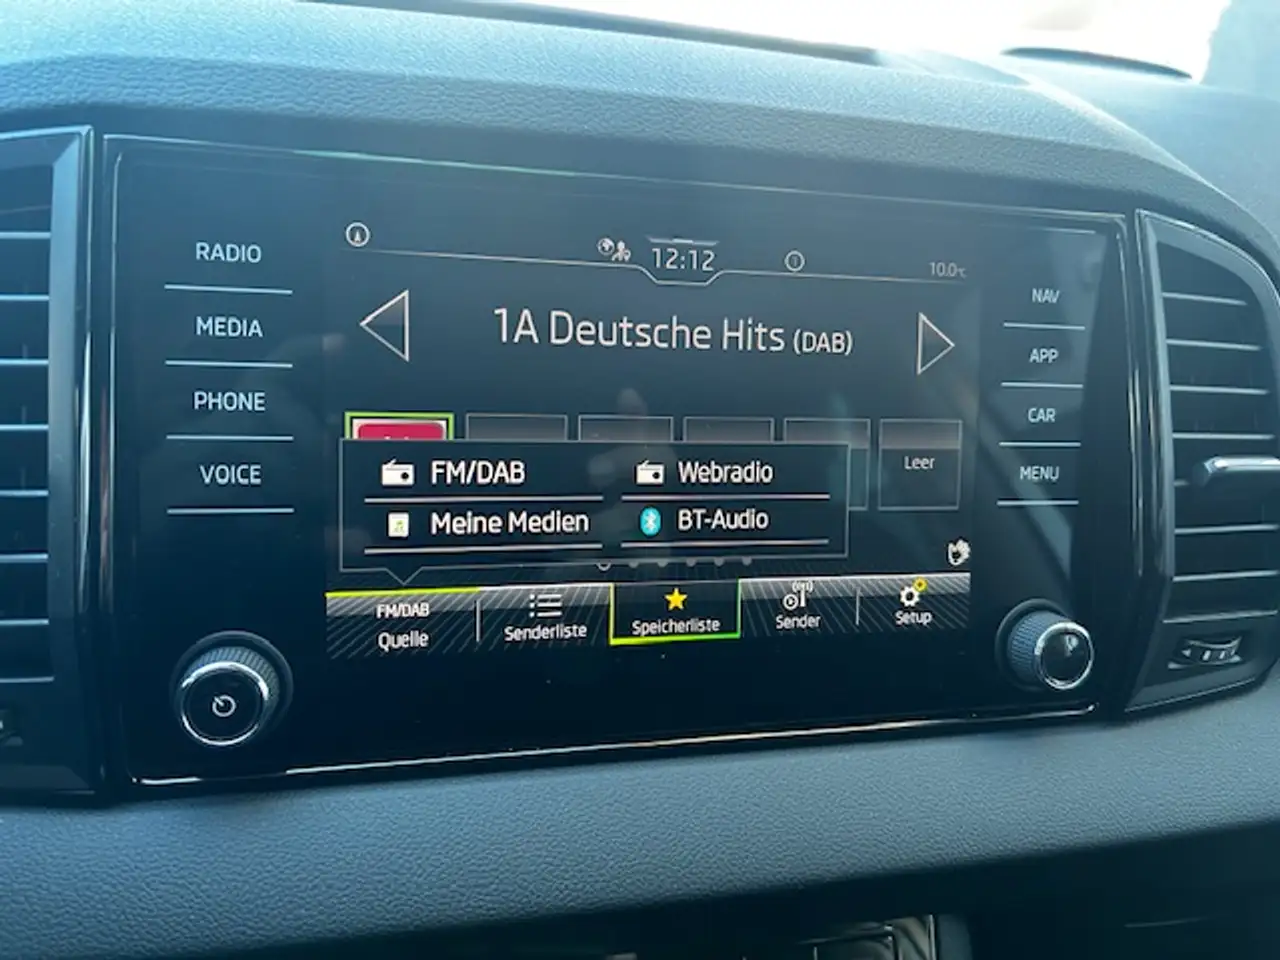 RADIO
MEDIA
PHONE
VOICE
12:12
10.0°C
1A Deutsche Hits (DAB)
Leer
FM/DAB
Webradio
Meine Medien
BT-Audio
FM/DAB
Quelle
Senderliste
Speicherliste
Sender
Setup
NAV
APP
CAR
MENU